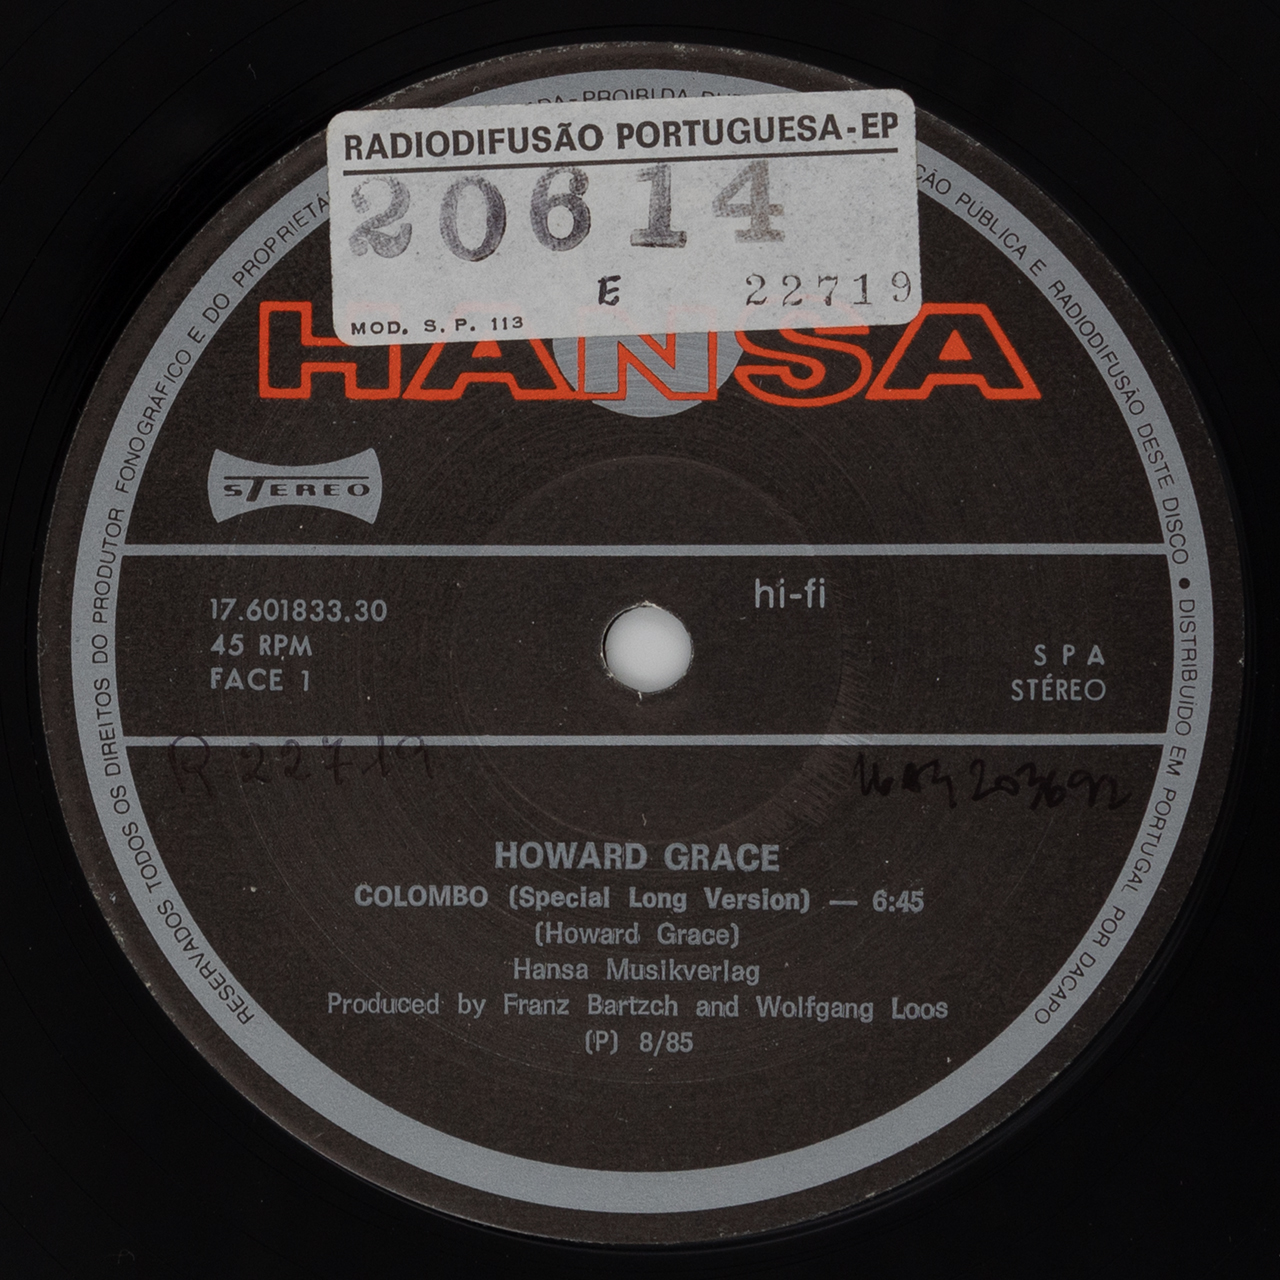 RADIODIFUSÃO PORTUGUESA-EP
20614
E 22719
MOD. S. P. 113
HANSA
STEREO
hi-fi
17.601833.30
45 RPM
FACE 1
S P A
STÉREO
R 22719
HOWARD GRACE
COLOMBO (Special Long Version) — 6:45
(Howard Grace)
Hansa Musikverlag
Produced by Franz Bartzch and Wolfgang Loos
(P) 8/85
RESERVADOS TODOS OS DIREITOS DO PRODUTOR FONOGRÁFICO E DO PROPRIETÁ
PROIBIDA
PÚBLICA E RADIODIFUSÃO DESTE DISCO • DISTRIBUÍDO EM PORTUGAL POR DACAPO